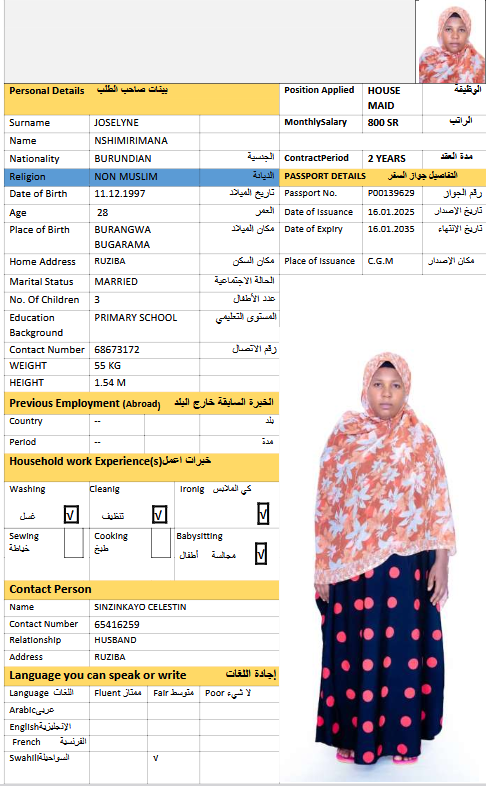 Personal Details بينات صاحب الطلب
Position Applied HOUSE MAID الوظيفة
Surname JOSELYNE
MonthlySalary 800 SR الراتب
Name NSHIMIRIMANA
Nationality BURUNDIAN الجنسية
ContractPeriod 2 YEARS مدة العقد
Religion NON MUSLIM الديانة
PASSPORT DETAILS التفاصيل جواز السفر
Date of Birth 11.12.1997 تاريخ الميلاد
Passport No. P00139629 رقم الجواز
Age 28 العمر
Date of Issuance 16.01.2025 تاريخ الإصدار
Place of Birth BURANGWA BUGARAMA مكان الميلاد
Date of Expiry 16.01.2035 تاريخ الإنتهاء
Home Address RUZIBA مكان السكن
Place of Issuance C.G.M مكان الإصدار
Marital Status MARRIED الحالة الاجتماعية
No. Of Children 3 عدد الأطفال
Education Background PRIMARY SCHOOL المستوى التعليمي
Contact Number 68673172 رقم الاتصال
WEIGHT 55 KG
HEIGHT 1.54 M
Previous Employment (Abroad) الخبرة السابقة خارج البلد
Country -- بلد
Period -- مدة
Household work Experience(s) خبرات اعمل
Washing Cleanig Ironig كي الملابس
غسل √ تنظيف √ √
Sewing Cooking Babysitting
خياطة طبخ مجالسة أطفال √
Contact Person
Name SINZINKAYO CELESTIN
Contact Number 65416259
Relationship HUSBAND
Address RUZIBA
Language you can speak or write إجادة اللغات
Language اللغات Fluent ممتاز Fair متوسط Poor لا شيء
Arabic عربى
English الإنجليزية
French الفرنسية
Swahili السواحيلة √